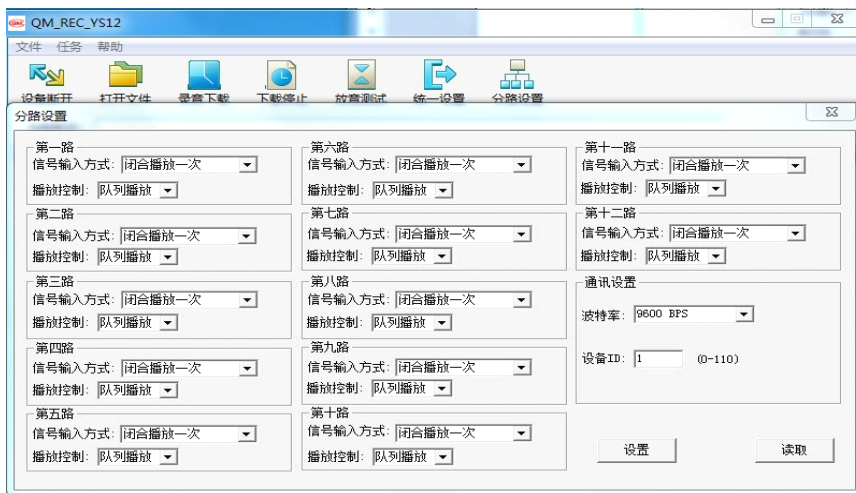 QM_REC_YS12
文件 任务 帮助
设备断开 打开文件 录音下载 下载停止 放音测试 统一设置 分路设置
分路设置
第一路
信号输入方式: 闭合播放一次
播放控制: 队列播放
第二路
信号输入方式: 闭合播放一次
播放控制: 队列播放
第三路
信号输入方式: 闭合播放一次
播放控制: 队列播放
第四路
信号输入方式: 闭合播放一次
播放控制: 队列播放
第五路
信号输入方式: 闭合播放一次
播放控制: 队列播放
第六路
信号输入方式: 闭合播放一次
播放控制: 队列播放
第七路
信号输入方式: 闭合播放一次
播放控制: 队列播放
第八路
信号输入方式: 闭合播放一次
播放控制: 队列播放
第九路
信号输入方式: 闭合播放一次
播放控制: 队列播放
第十路
信号输入方式: 闭合播放一次
播放控制: 队列播放
第十一路
信号输入方式: 闭合播放一次
播放控制: 队列播放
第十二路
信号输入方式: 闭合播放一次
播放控制: 队列播放
通讯设置
波特率: 9600 BPS
设备ID: 1 (0-110)
设置 读取